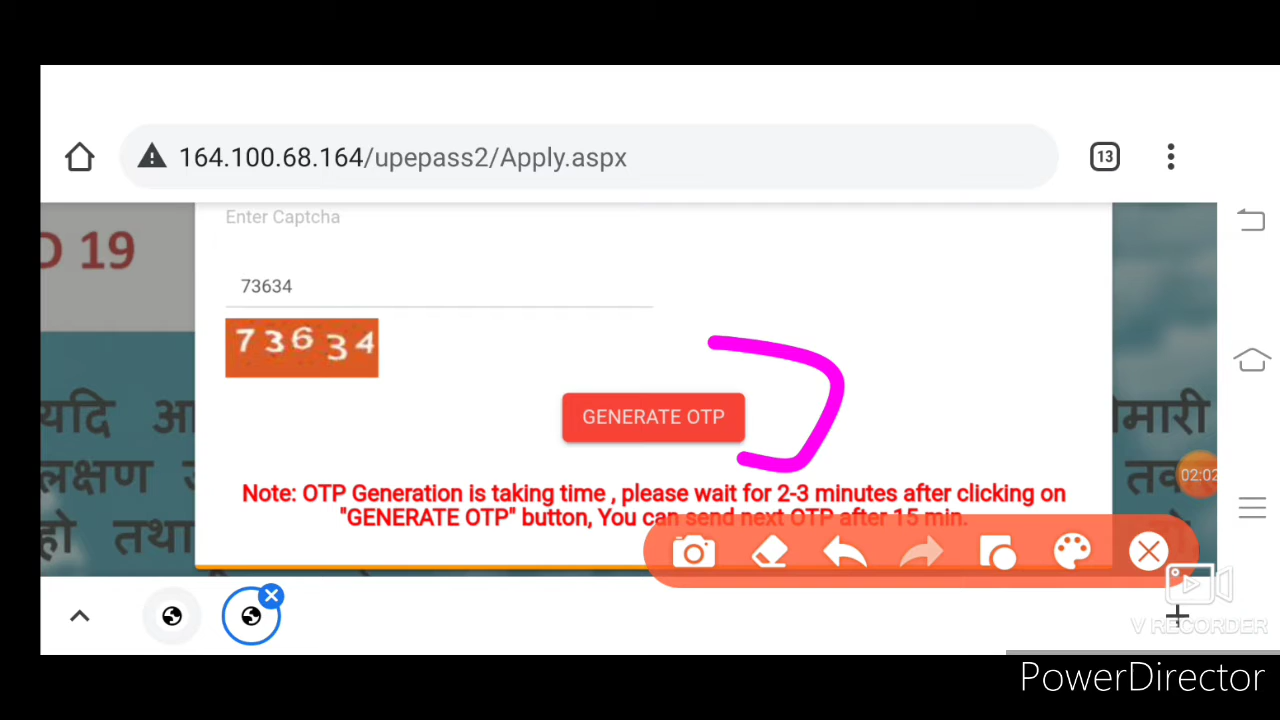 13
164.100.68.164/upepass2/Apply.aspx
Enter Captcha
D 19
73634
73634
GENERATE OTP
यदि
लक्षण
हो तथा
02:02
Note: OTP Generation is taking time , please wait for 2-3 minutes after clicking on
"GENERATE OTP" button, You can send next OTP after 15 min.
V RECORDER
PowerDirector